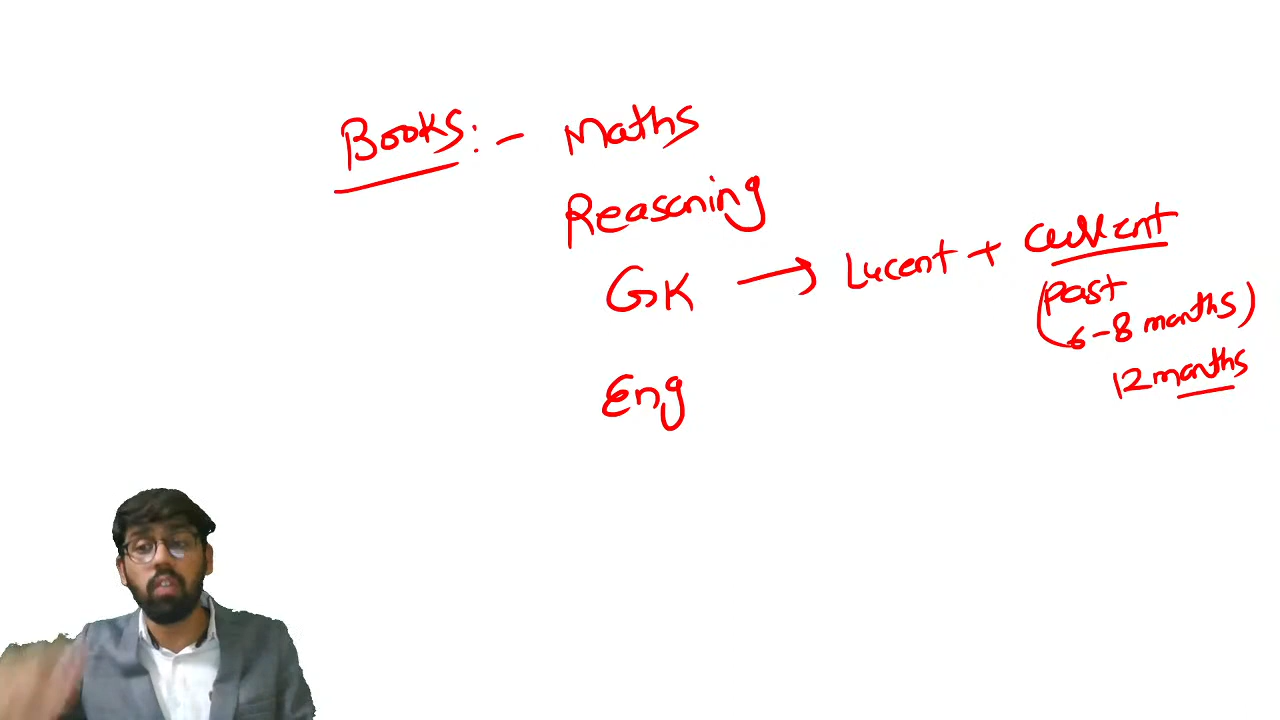 Books:- Maths
Reasoning
GK → Lucent + Current
(Past
6-8 months)
12 months
Eng